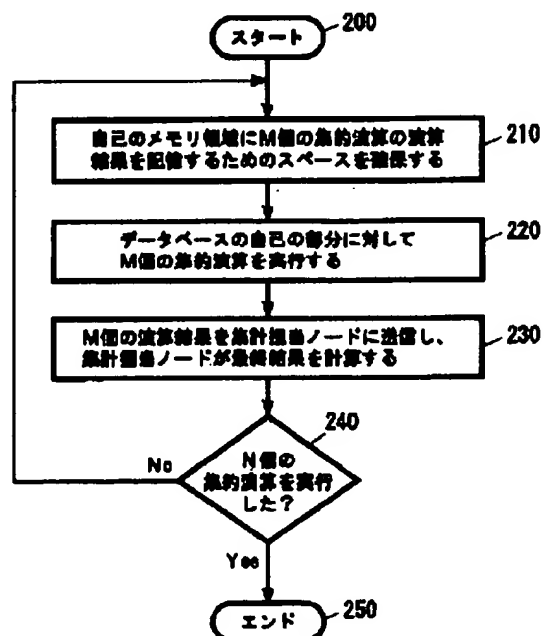 スタート
200
自己のメモリ領域にM個の集約演算の演算
結果を記憶するためのスペースを確保する
210
データベースの自己の部分に対して
M個の集約演算を実行する
220
M個の演算結果を集計担当ノードに送信し、
集計担当ノードが最終結果を計算する
230
240
N個の
集約演算を実行
した?
No
Yes
エンド
250